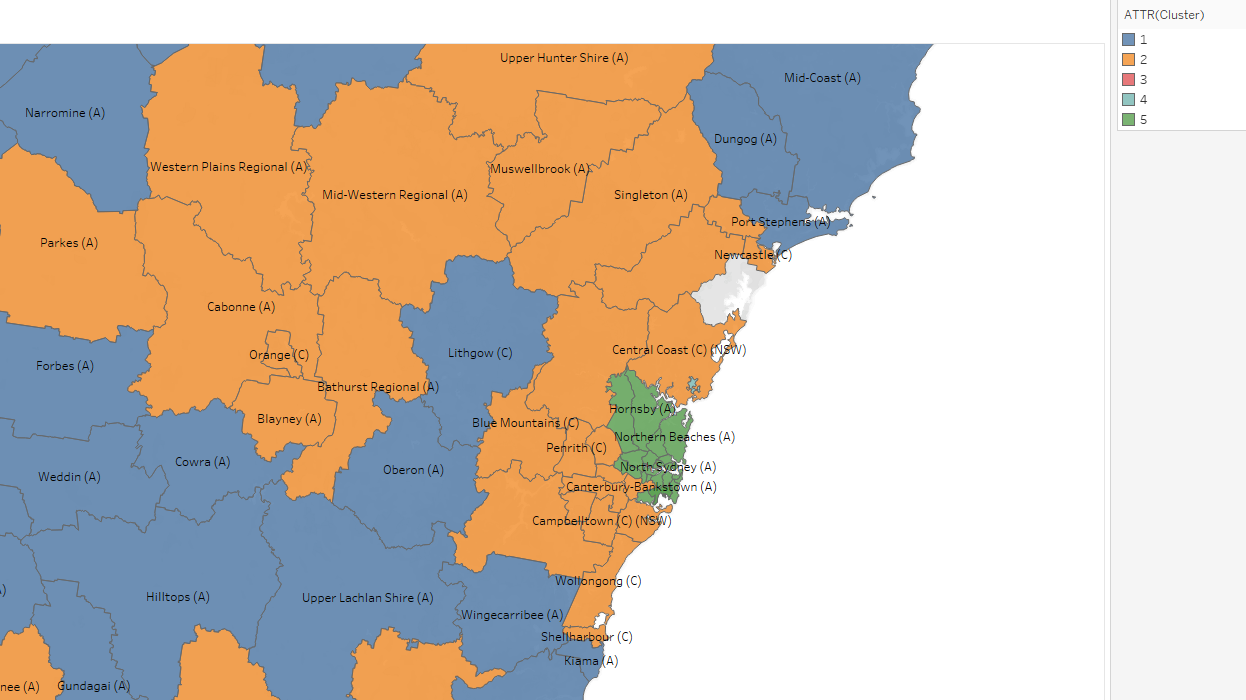 ATTR(Cluster)
1
2
3
4
5
Upper Hunter Shire (A)
Mid-Coast (A)
Narromine (A)
Dungog (A)
Western Plains Regional (A)
Muswellbrook (A)
Mid-Western Regional (A)
Singleton (A)
Port Stephens (A)
Parkes (A)
Newcastle (C)
Cabonne (A)
Central Coast (C) (NSW)
Lithgow (C)
Orange (C)
Forbes (A)
Bathurst Regional (A)
Hornsby (A)
Blayney (A)
Blue Mountains (C)
Northern Beaches (A)
Penrith (C)
Cowra (A)
North Sydney (A)
Oberon (A)
Weddin (A)
Canterbury-Bankstown (A)
Campbelltown (C) (NSW)
Wollongong (C)
)
Hilltops (A)
Upper Lachlan Shire (A)
Wingecarribee (A)
Shellharbour (C)
Kiama (A)
nee (A)
Gundagai (A)